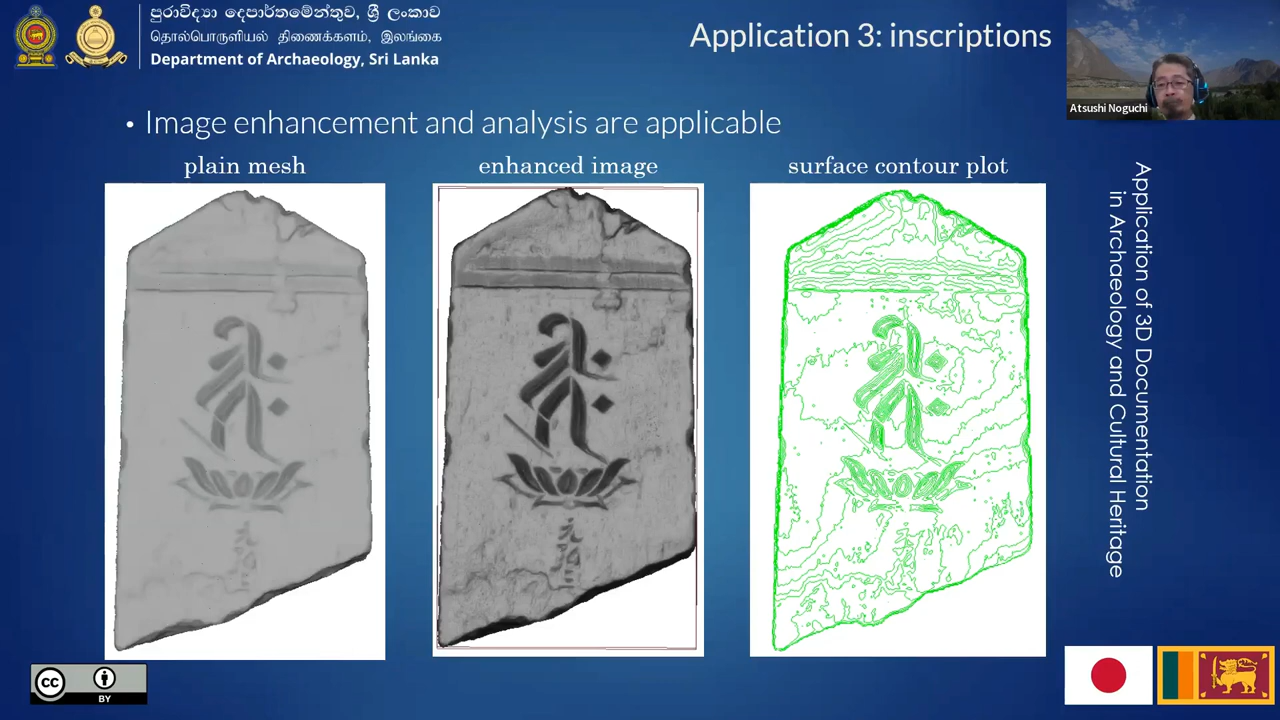 පුරාවිද්‍යා දෙපාර්තමේන්තුව, ශ්‍රී ලංකාව
தொல்பொருளியல் திணைக்களம், இலங்கை
Department of Archaeology, Sri Lanka
Application 3: inscriptions
Atsushi Noguchi
• Image enhancement and analysis are applicable
plain mesh
enhanced image
surface contour plot
Application of 3D Documentation
in Archaeology and Cultural Heritage
cc
BY